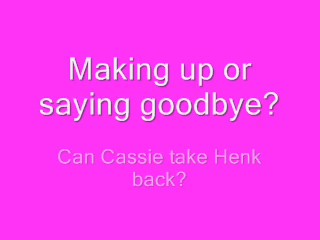 Making up or
saying goodbye?
Can Cassie take Henk
back?